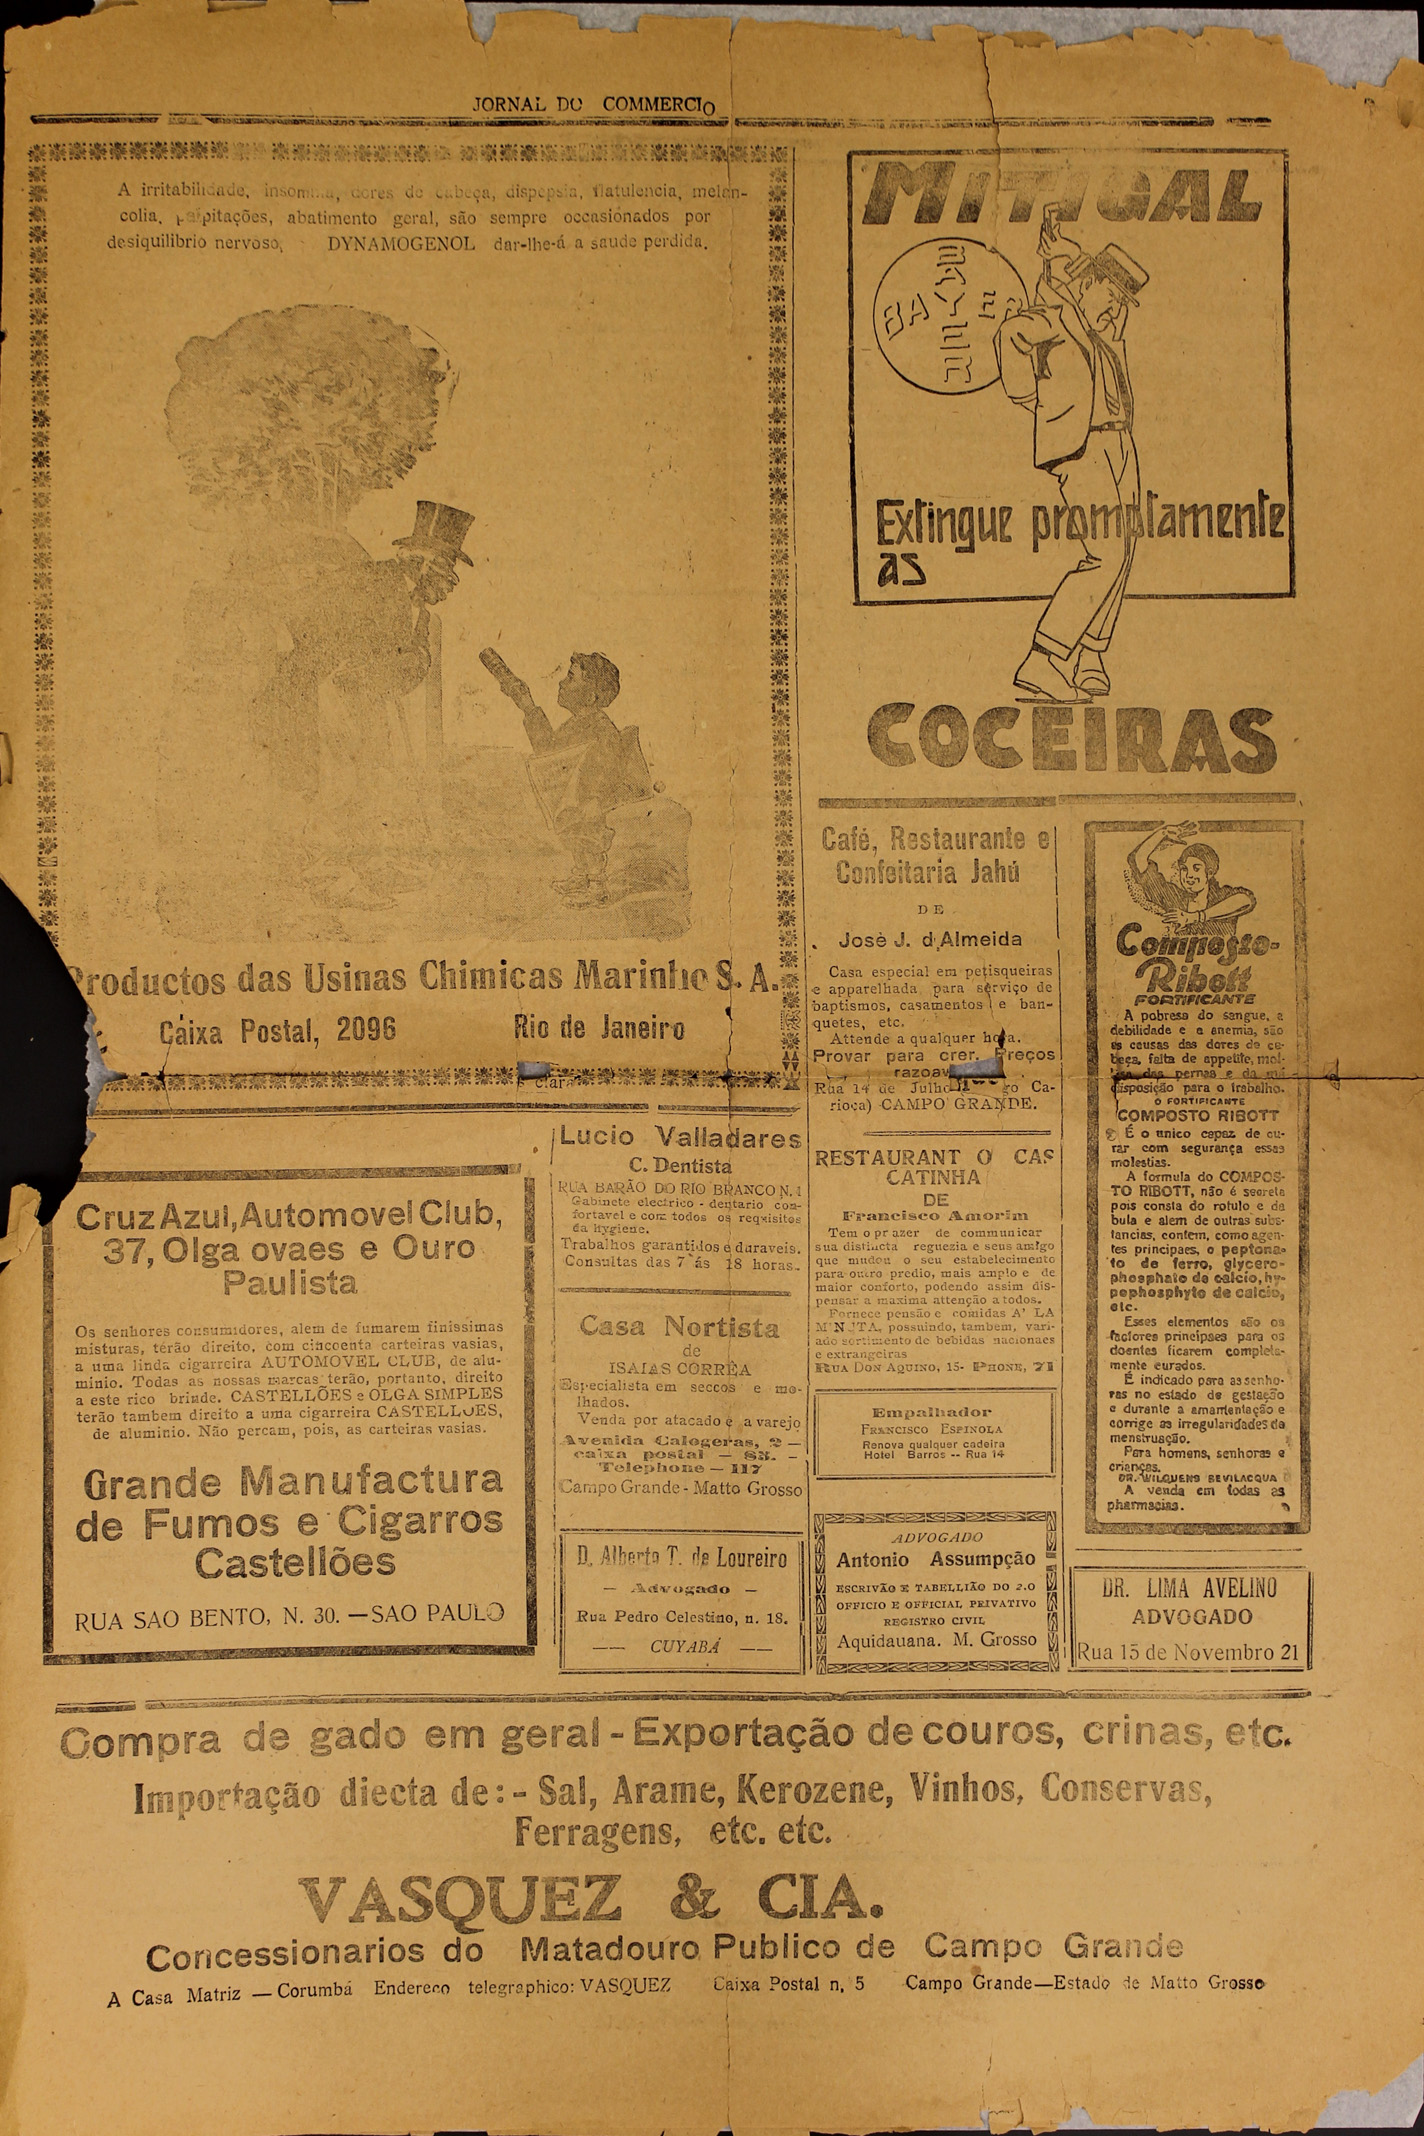 JORNAL DO COMMERCIO
A irritabilidade, insomnia, dores de cabeça, dispepsia, flatulencia, melan-
colia, palpitações, abatimento geral, são sempre occasionados por
desiquilibrio nervoso, DYNAMOGENOL dar-lhe-á a saude perdida.
Productos das Usinas Chimicas Marinho S. A.
Caixa Postal, 2096 Rio de Janeiro
MITIGAL
BAYER
BAYER
Extingue promptamente
as
COCEIRAS
Café, Restaurante e
Confeitaria Jahú
DE
José J. d'Almeida
Casa especial em petisqueiras
e apparelhada para serviço de
baptismos, casamentos e ban-
quetes, etc.
Attende a qualquer hora.
Provar para crer. Preços
razoav
Rua 14 de Julho go Ca-
rioca) CAMPO GRANDE.
Composto-
Ribott
FORTIFICANTE
A pobresa do sangue, a
debilidade e a anemia, são
as causas das dores de ca-
beça, falta de appetite, mol-
das pernas e da
disposição para o trabalho.
O FORTIFICANTE
COMPOSTO RIBOTT
É o unico capaz de cu-
rar com segurança essas
molestias.
A formula do COMPOS-
TO RIBOTT, não é secreta
pois consta do rotulo e da
bula e alem de outras subs-
tancias, contem, como agen-
tes principaes, o peptona-
to de ferro, glycero-
phosphato de calcio, hy-
pophosphyto de calcio,
etc.
Esses elementos são os
factores principaes para os
doentes ficarem completa-
mente curados.
É indicado para as senho-
ras no estado de gestação
e durante a amamentação e
corrige as irregularidades da
menstruação.
Para homens, senhoras e
crianças.
DR. WILQUENS BEVILACQUA
A venda em todas as
pharmacias.
Lucio Valladares
C. Dentista
RUA BARÃO DO RIO BRANCO N. 1
Gabinete electrico - dentario con-
fortavel e com todos os reqxisitos
da hygiene.
Trabalhos garantidos e duraveis.
Consultas das 7 ás 18 horas.
RESTAURANT O CAS
CATINHA
DE
Francisco Amorim
Tem o pr azer de communicar
sua distincta reguezia e seus amigo
que mudou o seu estabelecimento
para outro predio, mais amplo e de
maior conforto, podendo assim dis-
pensar a maxima attenção a todos.
Fornece pensão e comidas A' LA
MINUTA, possuindo, tambem, vari-
ado sortimento de bebidas nacionaes
e extrangeiras
RUA DON AQUINO, 15- PHONE, 71
Cruz Azul, Automovel Club,
37, Olga ovaes e Ouro
Paulista
Os senhores consumidores, alem de fumarem finissimas
misturas, terão direito, com cincoenta carteiras vasias,
a uma linda cigarreira AUTOMOVEL CLUB, de alu-
minio. Todas as nossas marcas terão, portanto, direito
a este rico brinde. CASTELLÕES e OLGA SIMPLES
terão tambem direito a uma cigarreira CASTELLOES,
de aluminio. Não percam, pois, as carteiras vasias.
Grande Manufactura
de Fumos e Cigarros
Castellões
RUA SAO BENTO, N. 30. — SAO PAULO
Casa Nortista
de
ISAIAS CORRÊA
Especialista em seccos e mo-
lhados.
Venda por atacado e a varejo
Avenida Calogeras, 2 —
caixa postal — 83. —
Telephone — 117
Campo Grande - Matto Grosso
Empalhador
FRANCISCO ESPINOLA
Renova qualquer cadeira
Hotel Barros -- Rua 14
D. Alberto T. de Loureiro
— Advogado —
Rua Pedro Celestino, n. 18.
—— CUYABÁ ——
ADVOGADO
Antonio Assumpção
ESCRIVÃO E TABELLIÃO DO 2.O
OFFICIO E OFFICIAL PRIVATIVO
REGISTRO CIVIL
Aquidauana. M. Grosso
DR. LIMA AVELINO
ADVOGADO
Rua 15 de Novembro 21
Compra de gado em geral - Exportação de couros, crinas, etc.
Importação diecta de: - Sal, Arame, Kerozene, Vinhos, Conservas,
Ferragens, etc. etc.
VASQUEZ & CIA.
Concessionarios do Matadouro Publico de Campo Grande
A Casa Matriz — Corumbá Endereco telegraphico: VASQUEZ Caixa Postal n, 5 Campo Grande—Estado de Matto Grosso